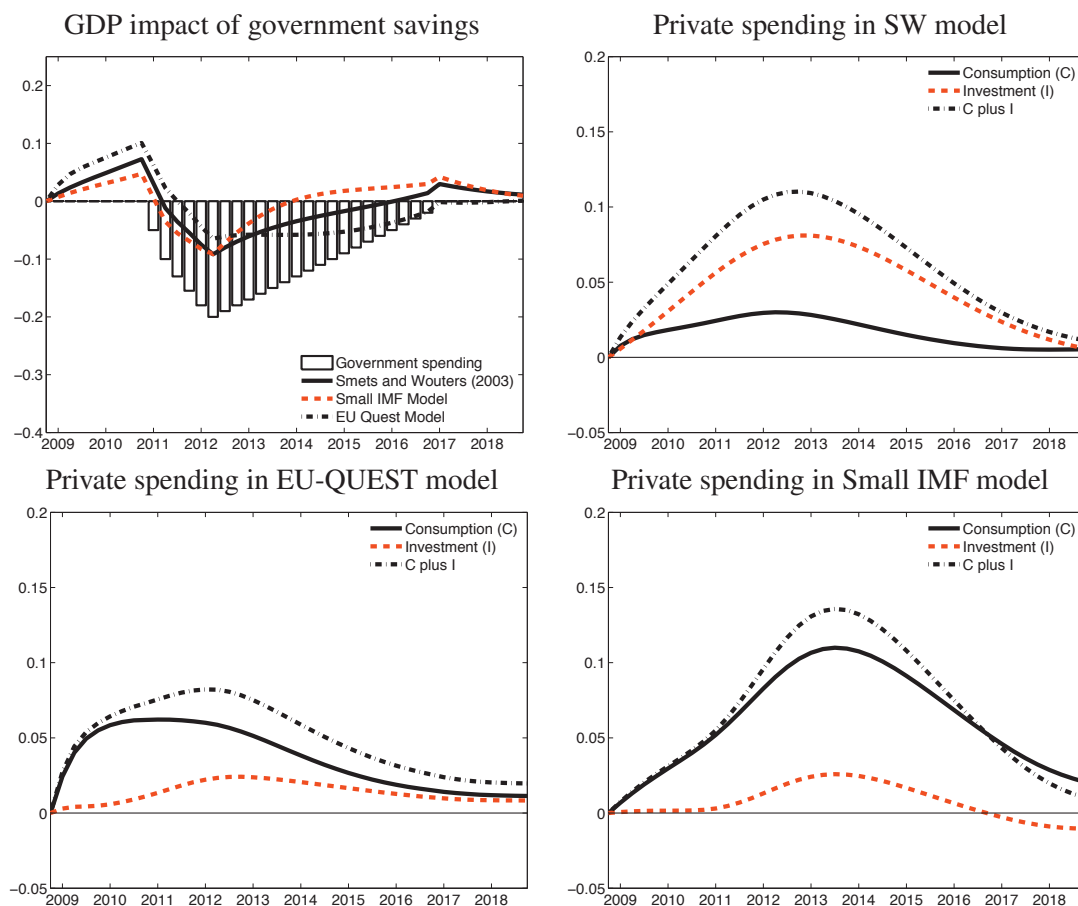 GDP impact of government savings
0.2
0.1
0
−0.1
−0.2
−0.3
−0.4
Government spending
Smets and Wouters (2003)
Small IMF Model
EU Quest Model
2009 2010 2011 2012 2013 2014 2015 2016 2017 2018
Private spending in SW model
0.2
0.15
0.1
0.05
0
−0.05
Consumption (C)
Investment (I)
C plus I
2009 2010 2011 2012 2013 2014 2015 2016 2017 2018
Private spending in EU-QUEST model
0.2
0.15
0.1
0.05
0
−0.05
Consumption (C)
Investment (I)
C plus I
2009 2010 2011 2012 2013 2014 2015 2016 2017 2018
Private spending in Small IMF model
0.2
0.15
0.1
0.05
0
−0.05
Consumption (C)
Investment (I)
C plus I
2009 2010 2011 2012 2013 2014 2015 2016 2017 2018